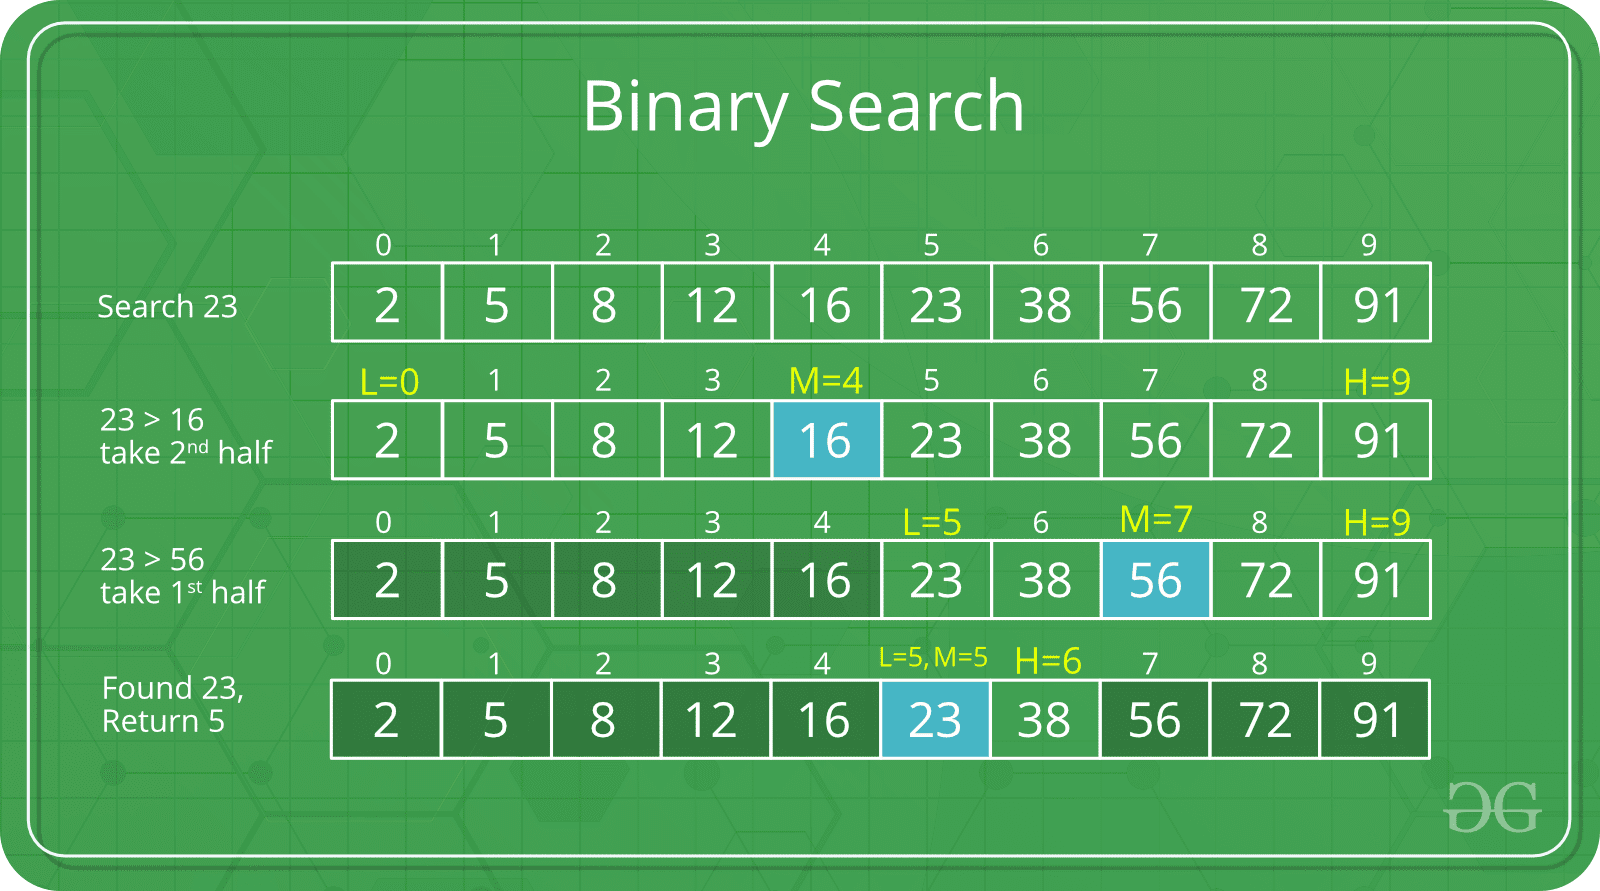 Binary Search
0 1 2 3 4 5 6 7 8 9
Search 23
2 5 8 12 16 23 38 56 72 91
L=0 1 2 3 M=4 5 6 7 8 H=9
23 > 16
take 2nd half
2 5 8 12 16 23 38 56 72 91
0 1 2 3 4 L=5 6 M=7 8 H=9
23 > 56
take 1st half
2 5 8 12 16 23 38 56 72 91
0 1 2 3 4 L=5, M=5 H=6 7 8 9
Found 23,
Return 5
2 5 8 12 16 23 38 56 72 91
GG